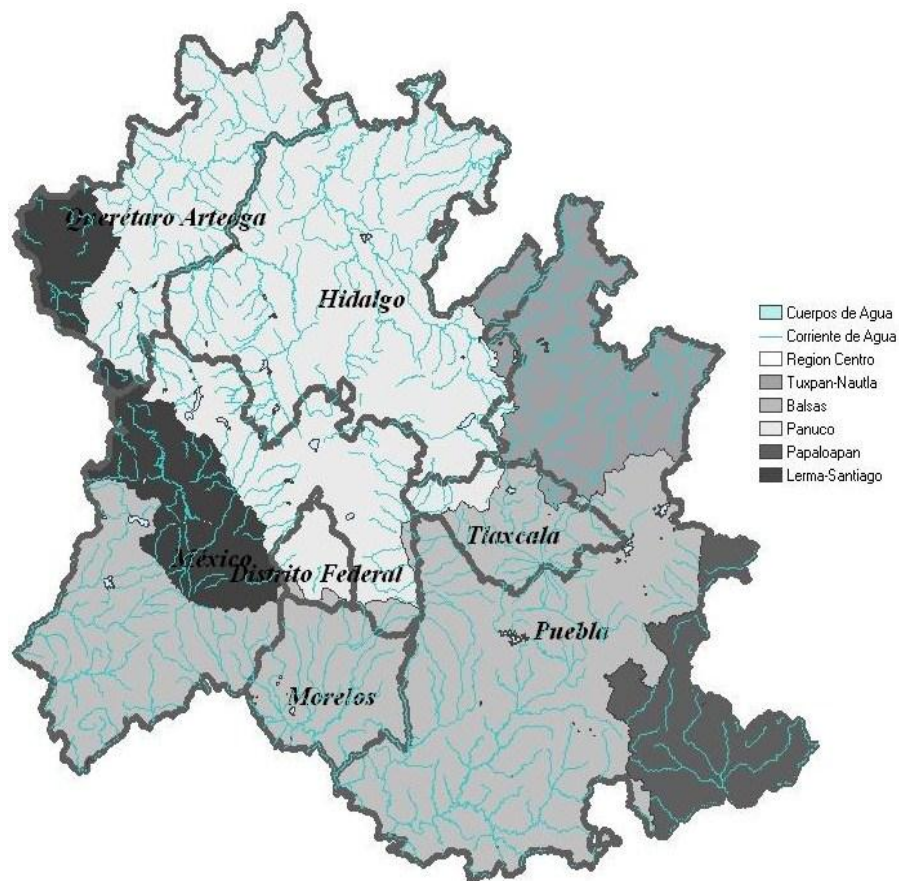 Querétaro Arteaga
Hidalgo
Tlaxcala
México
Distrito Federal
Puebla
Morelos
Cuerpos de Agua
Corriente de Agua
Region Centro
Tuxpan-Nautla
Balsas
Panuco
Papaloapan
Lerma-Santiago